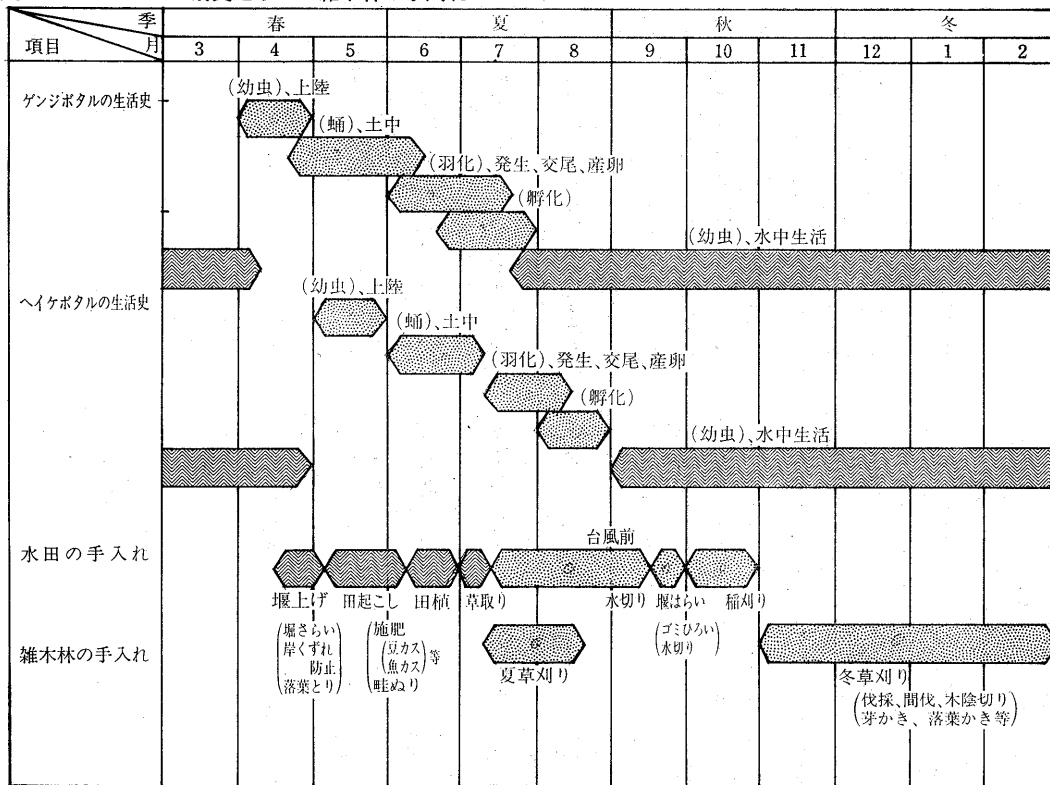 季
春 夏 秋 冬
項目 月 3 4 5 6 7 8 9 10 11 12 1 2
ゲンジボタルの生活史
(幼虫)、上陸
(蛹)、土中
(羽化)、発生、交尾、産卵
(孵化)
(幼虫)、水中生活
ヘイケボタルの生活史
(幼虫)、上陸
(蛹)、土中
(羽化)、発生、交尾、産卵
(孵化)
(幼虫)、水中生活
水田の手入れ
台風前
堰上げ 田起こし 田植 草取り 水切り 堰はらい 稲刈り
(堀さらい
岸くずれ
防止
落葉とり)
(施肥
(豆カス
魚カス)等
畦ぬり
(ゴミひろい
水切り)
雑木林の手入れ
夏草刈り
冬草刈り
(伐採、間伐、木陰切り
芽かき、落葉かき等)